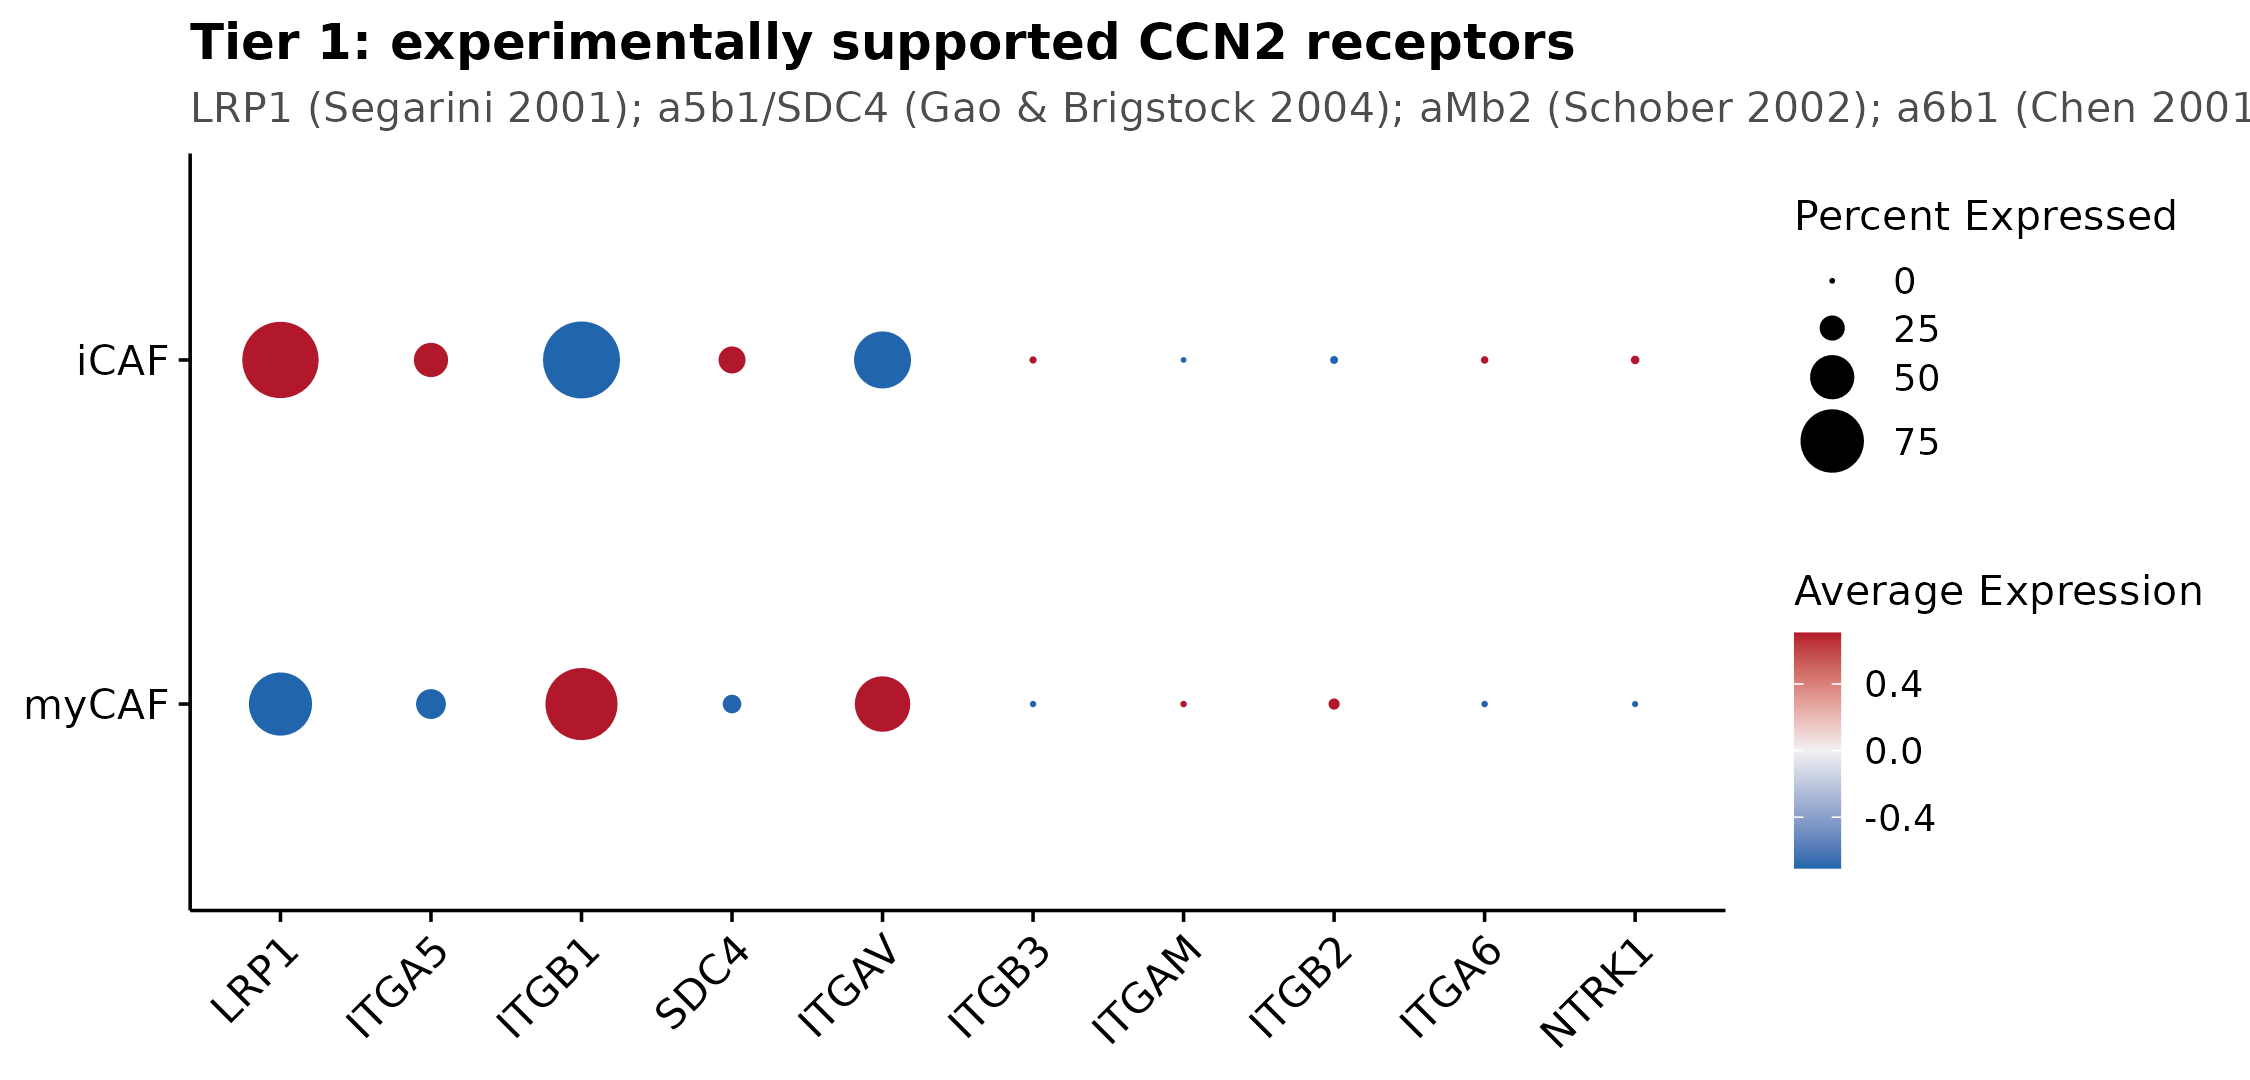 Tier 1: experimentally supported CCN2 receptors
LRP1 (Segarini 2001); a5b1/SDC4 (Gao & Brigstock 2004); aMb2 (Schober 2002); a6b1 (Chen 2001
iCAF
myCAF
LRP1
ITGA5
ITGB1
SDC4
ITGAV
ITGB3
ITGAM
ITGB2
ITGA6
NTRK1
Percent Expressed
0
25
50
75
Average Expression
0.4
0.0
-0.4